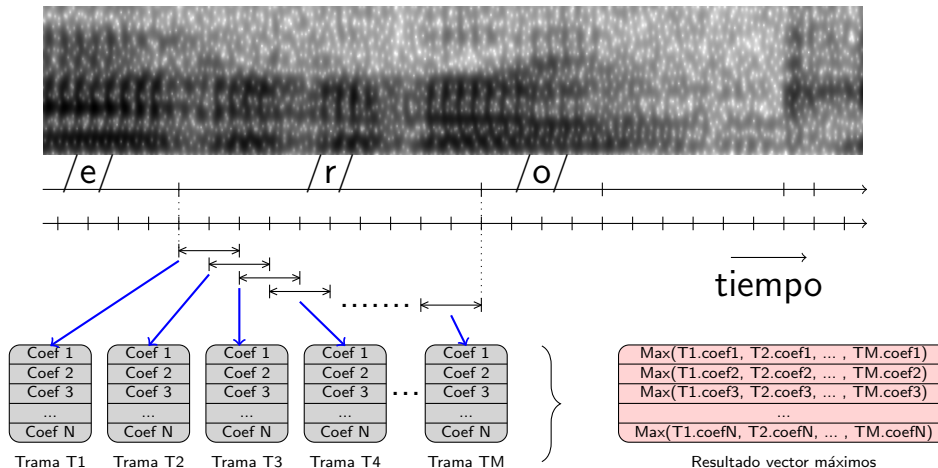 /e/ /r/ /o/
tiempo
.......
Coef 1 Coef 1 Coef 1 Coef 1 Coef 1 Max(T1.coef1, T2.coef1, ... , TM.coef1)
Coef 2 Coef 2 Coef 2 Coef 2 Coef 2 Max(T1.coef2, T2.coef2, ... , TM.coef2)
Coef 3 Coef 3 Coef 3 Coef 3 ... Coef 3 Max(T1.coef3, T2.coef3, ... , TM.coef3)
... ... ... ... ... ...
Coef N Coef N Coef N Coef N Coef N Max(T1.coefN, T2.coefN, ... , TM.coefN)
Trama T1 Trama T2 Trama T3 Trama T4 Trama TM Resultado vector máximos